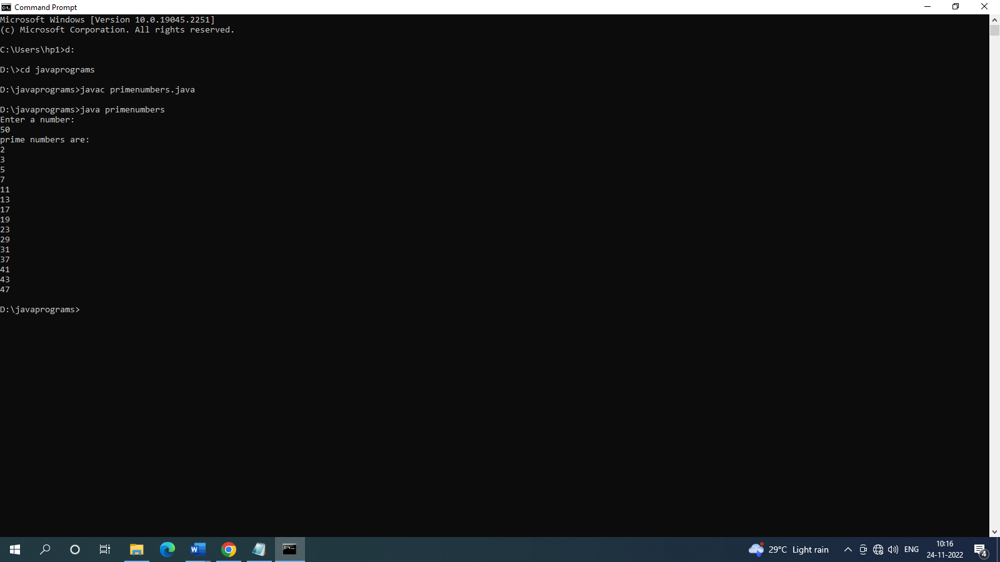 Command Prompt
Microsoft Windows [Version 10.0.19045.2251]
(c) Microsoft Corporation. All rights reserved.
C:\Users\hp1>d:
D:\>cd javaprograms
D:\javaprograms>javac primenumbers.java
D:\javaprograms>java primenumbers
Enter a number:
50
prime numbers are:
2
3
5
7
11
13
17
19
23
29
31
37
41
43
47
D:\javaprograms>
29°C Light rain
ENG
10:16
24-11-2022
4